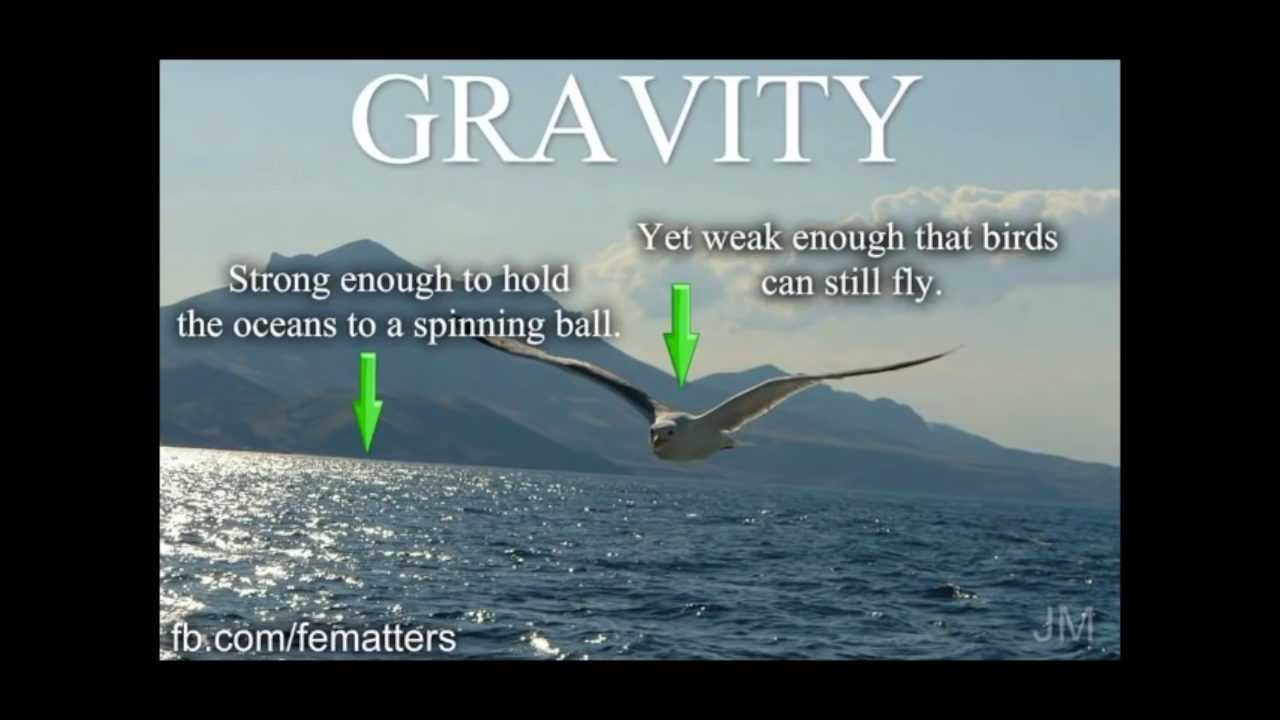 GRAVITY
Yet weak enough that birds
can still fly.
Strong enough to hold
the oceans to a spinning ball.
fb.com/fematters
JM